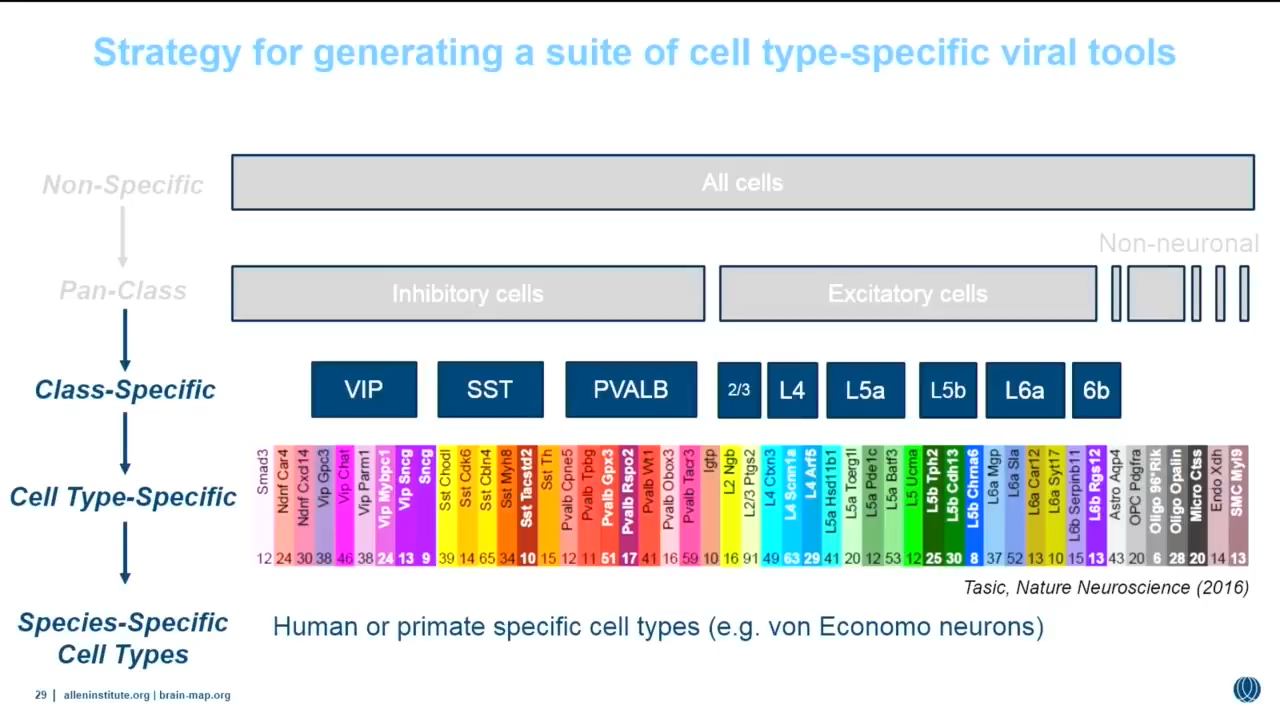 Strategy for generating a suite of cell type-specific viral tools
Non-Specific
All cells
Non-neuronal
Pan-Class
Inhibitory cells
Excitatory cells
Class-Specific
VIP
SST
PVALB
2/3
L4
L5a
L5b
L6a
6b
Cell Type-Specific
Smad3 12
Ndnf Car4 24
Ndnf Cxcl14 30
Vip Gpc3 38
Vip Chat 46
Vip Parm1 38
Vip Mybpc1 24
Vip Sncg 13
Sncg 9
Sst Chodl 39
Sst Cdk6 14
Sst Cbln4 65
Sst Myh8 34
Sst Tacstd2 10
Sst Th 15
Pvalb Cpne5 12
Pvalb Tpbg 11
Pvalb Gpx3 51
Pvalb Rspo2 17
Pvalb Wt1 41
Pvalb Obox3 16
Pvalb Tacr3 59
Igtp 10
L2 Ngb 16
L2/3 Ptgs2 91
L4 Ctxn3 49
L4 Scnn1a 63
L4 Arf5 29
L5a Hsd11b1 41
L5a Tcerg1l 20
L5a Pde1c 12
L5a Batf3 53
L5 Ucma 12
L5b Tph2 25
L5b Cdh13 30
L5b Chrna6 8
L6a Mgp 37
L6a Sla 52
L6a Car12 13
L6a Syt17 10
L6b Serpinb11 15
L6b Rgs12 13
Astro Aqp4 43
OPC Pdgfra 20
Oligo 96*Rik 6
Oligo Opalin 28
Micro Ctss 20
Endo Xdh 14
SMC Myl9 13
Tasic, Nature Neuroscience (2016)
Species-Specific
Cell Types
Human or primate specific cell types (e.g. von Economo neurons)
29 | alleninstitute.org | brain-map.org